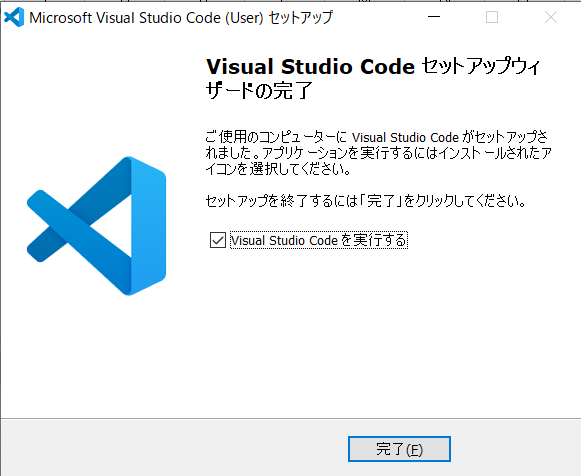 Microsoft Visual Studio Code (User) セットアップ
Visual Studio Code セットアップウィ
ザードの完了
ご使用のコンピューターに Visual Studio Code がセットアップさ
れました。アプリケーションを実行するにはインストールされたア
イコンを選択してください。
セットアップを終了するには「完了」をクリックしてください。
Visual Studio Code を実行する
完了(F)